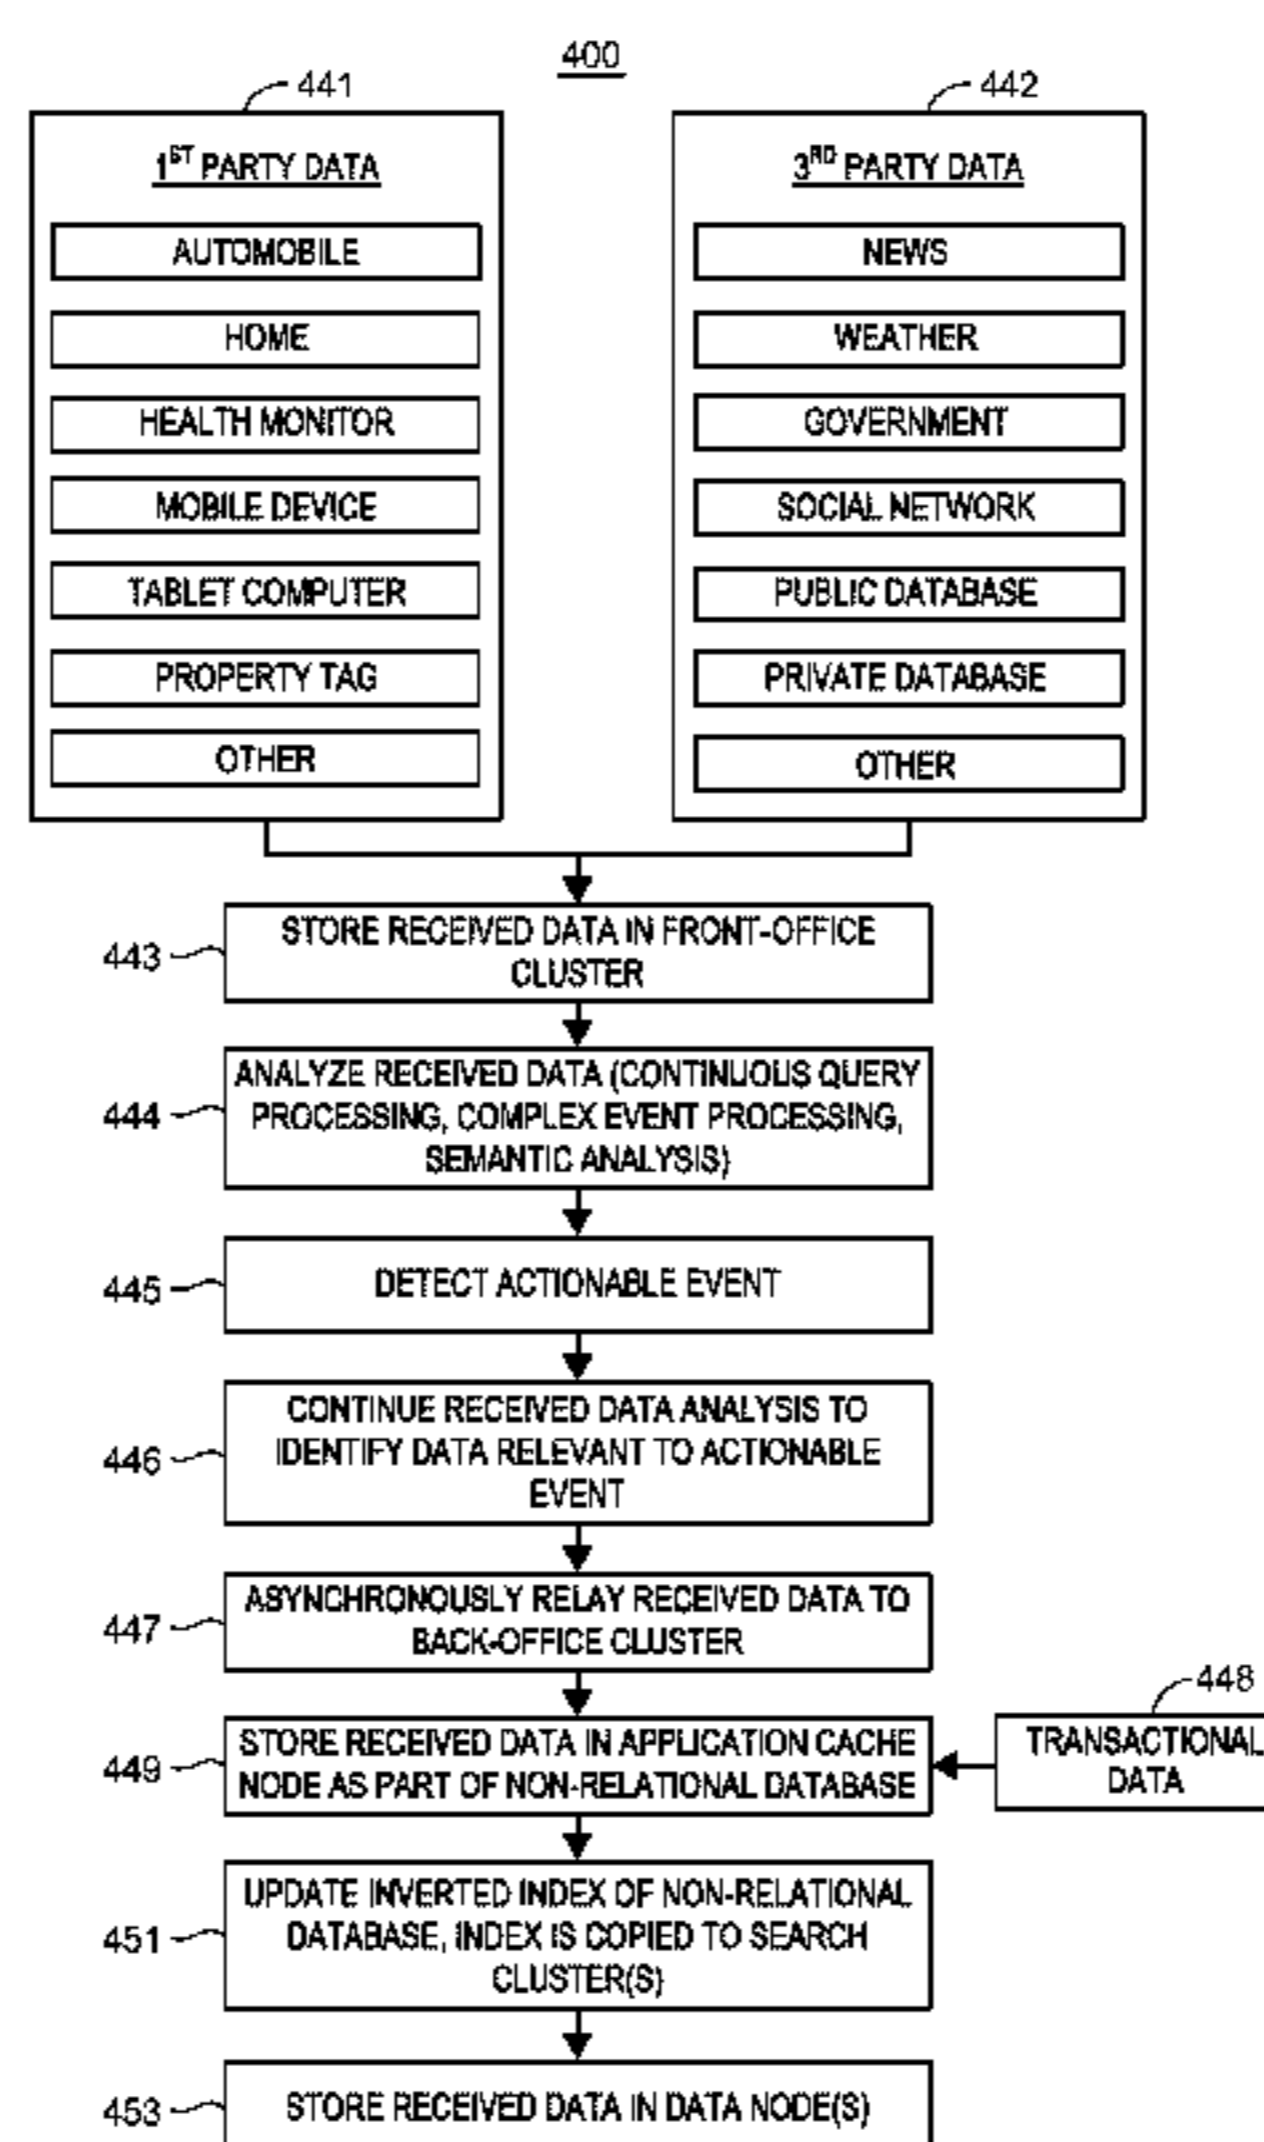 400
441
1ST PARTY DATA
AUTOMOBILE
HOME
HEALTH MONITOR
MOBILE DEVICE
TABLET COMPUTER
PROPERTY TAG
OTHER
442
3RD PARTY DATA
NEWS
WEATHER
GOVERNMENT
SOCIAL NETWORK
PUBLIC DATABASE
PRIVATE DATABASE
OTHER
443
STORE RECEIVED DATA IN FRONT-OFFICE
CLUSTER
444
ANALYZE RECEIVED DATA (CONTINUOUS QUERY
PROCESSING, COMPLEX EVENT PROCESSING,
SEMANTIC ANALYSIS)
445
DETECT ACTIONABLE EVENT
446
CONTINUE RECEIVED DATA ANALYSIS TO
IDENTIFY DATA RELEVANT TO ACTIONABLE
EVENT
447
ASYNCHRONOUSLY RELAY RECEIVED DATA TO
BACK-OFFICE CLUSTER
448
TRANSACTIONAL
DATA
449
STORE RECEIVED DATA IN APPLICATION CACHE
NODE AS PART OF NON-RELATIONAL DATABASE
451
UPDATE INVERTED INDEX OF NON-RELATIONAL
DATABASE, INDEX IS COPIED TO SEARCH
CLUSTER(S)
453
STORE RECEIVED DATA IN DATA NODE(S)